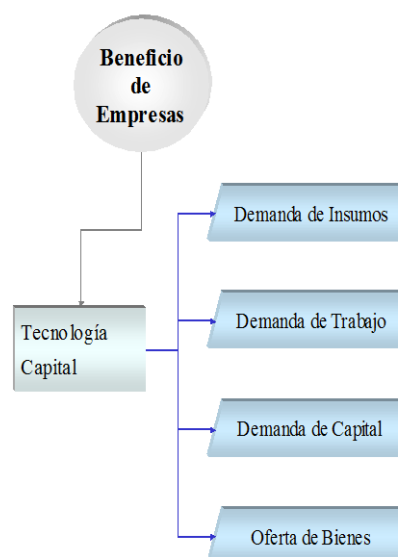 Beneficio
de
Empresas
Demanda de Insumos
Tecnología
Capital
Demanda de Trabajo
Demanda de Capital
Oferta de Bienes